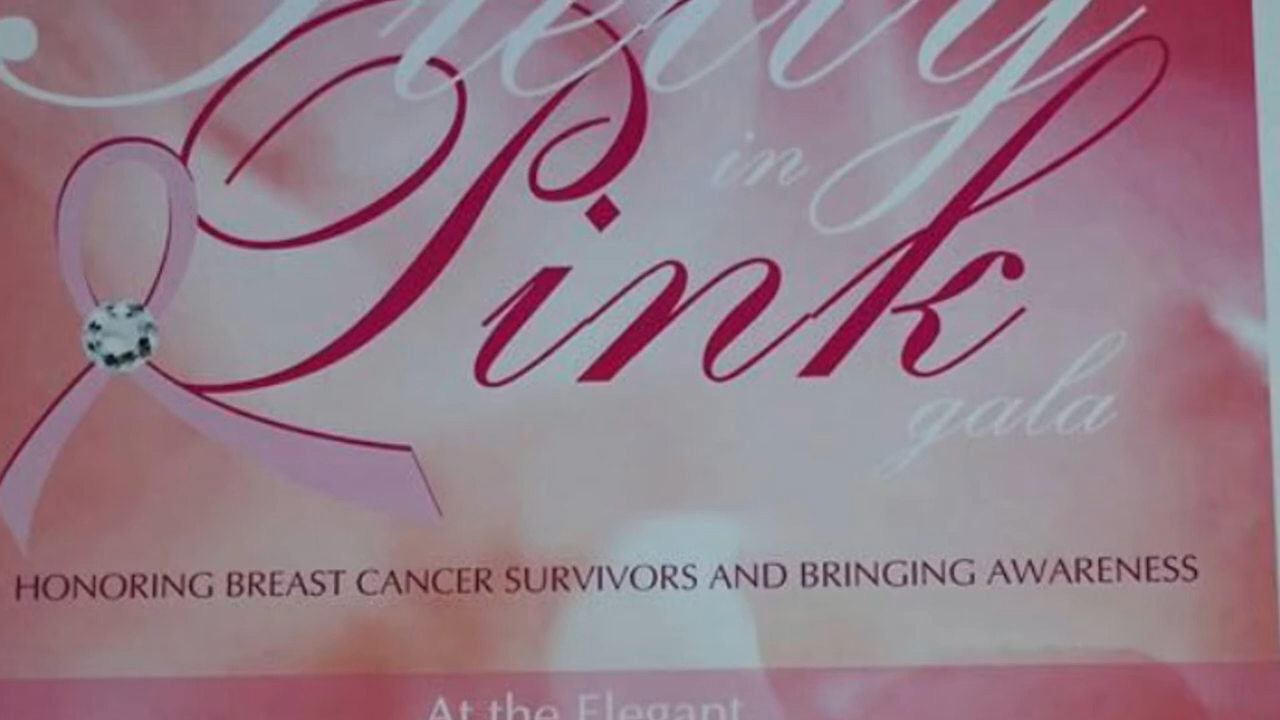 in
Pink
gala
HONORING BREAST CANCER SURVIVORS AND BRINGING AWARENESS
At the Elegant